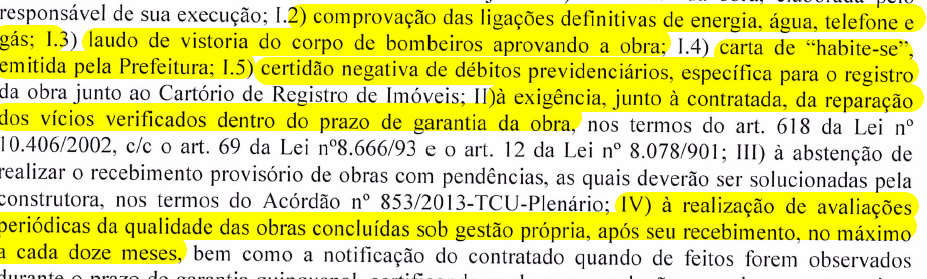 responsável de sua execução; I.2) comprovação das ligações definitivas de energia, água, telefone e
gás; I.3) laudo de vistoria do corpo de bombeiros aprovando a obra; I.4) carta de “habite-se”,
emitida pela Prefeitura; I.5) certidão negativa de débitos previdenciários, específica para o registro
da obra junto ao Cartório de Registro de Imóveis; II)à exigência, junto à contratada, da reparação
dos vícios verificados dentro do prazo de garantia da obra, nos termos do art. 618 da Lei nº
10.406/2002, c/c o art. 69 da Lei nº8.666/93 e o art. 12 da Lei nº 8.078/901; III) à abstenção de
realizar o recebimento provisório de obras com pendências, as quais deverão ser solucionadas pela
construtora, nos termos do Acórdão nº 853/2013-TCU-Plenário; IV) à realização de avaliações
periódicas da qualidade das obras concluídas sob gestão própria, após seu recebimento, no máximo
a cada doze meses, bem como a notificação do contratado quando de feitos forem observados
durante o prazo de garantia quinquenal, certificando